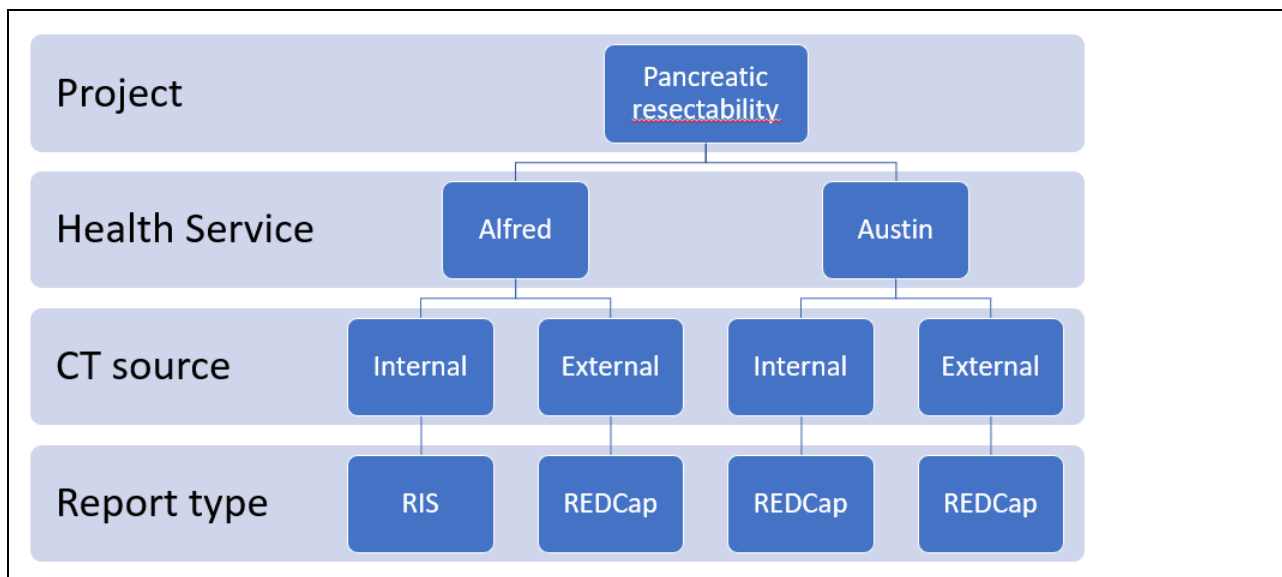 Project
Pancreatic
resectability
Health Service
Alfred
Austin
CT source
Internal
External
Internal
External
Report type
RIS
REDCap
REDCap
REDCap